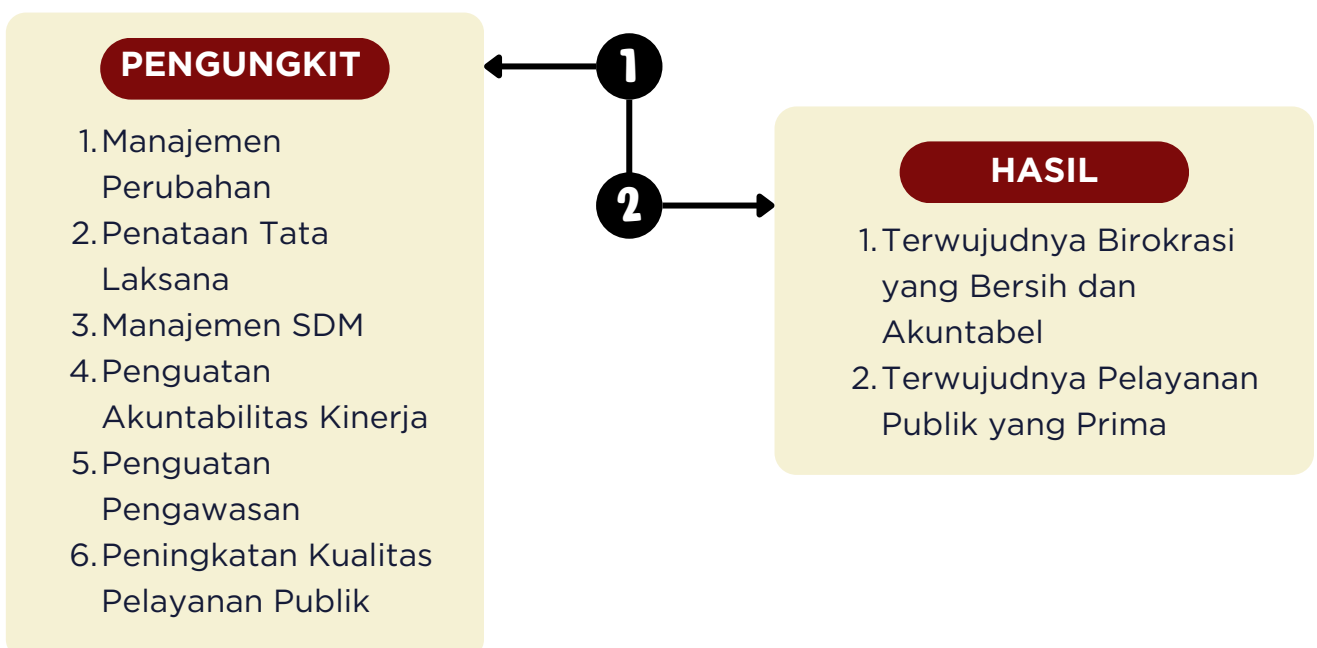 PENGUNGKIT
1.Manajemen
Perubahan
2.Penataan Tata
Laksana
3.Manajemen SDM
4.Penguatan
Akuntabilitas Kinerja
5.Penguatan
Pengawasan
6.Peningkatan Kualitas
Pelayanan Publik
1
2
HASIL
1.Terwujudnya Birokrasi
yang Bersih dan
Akuntabel
2.Terwujudnya Pelayanan
Publik yang Prima